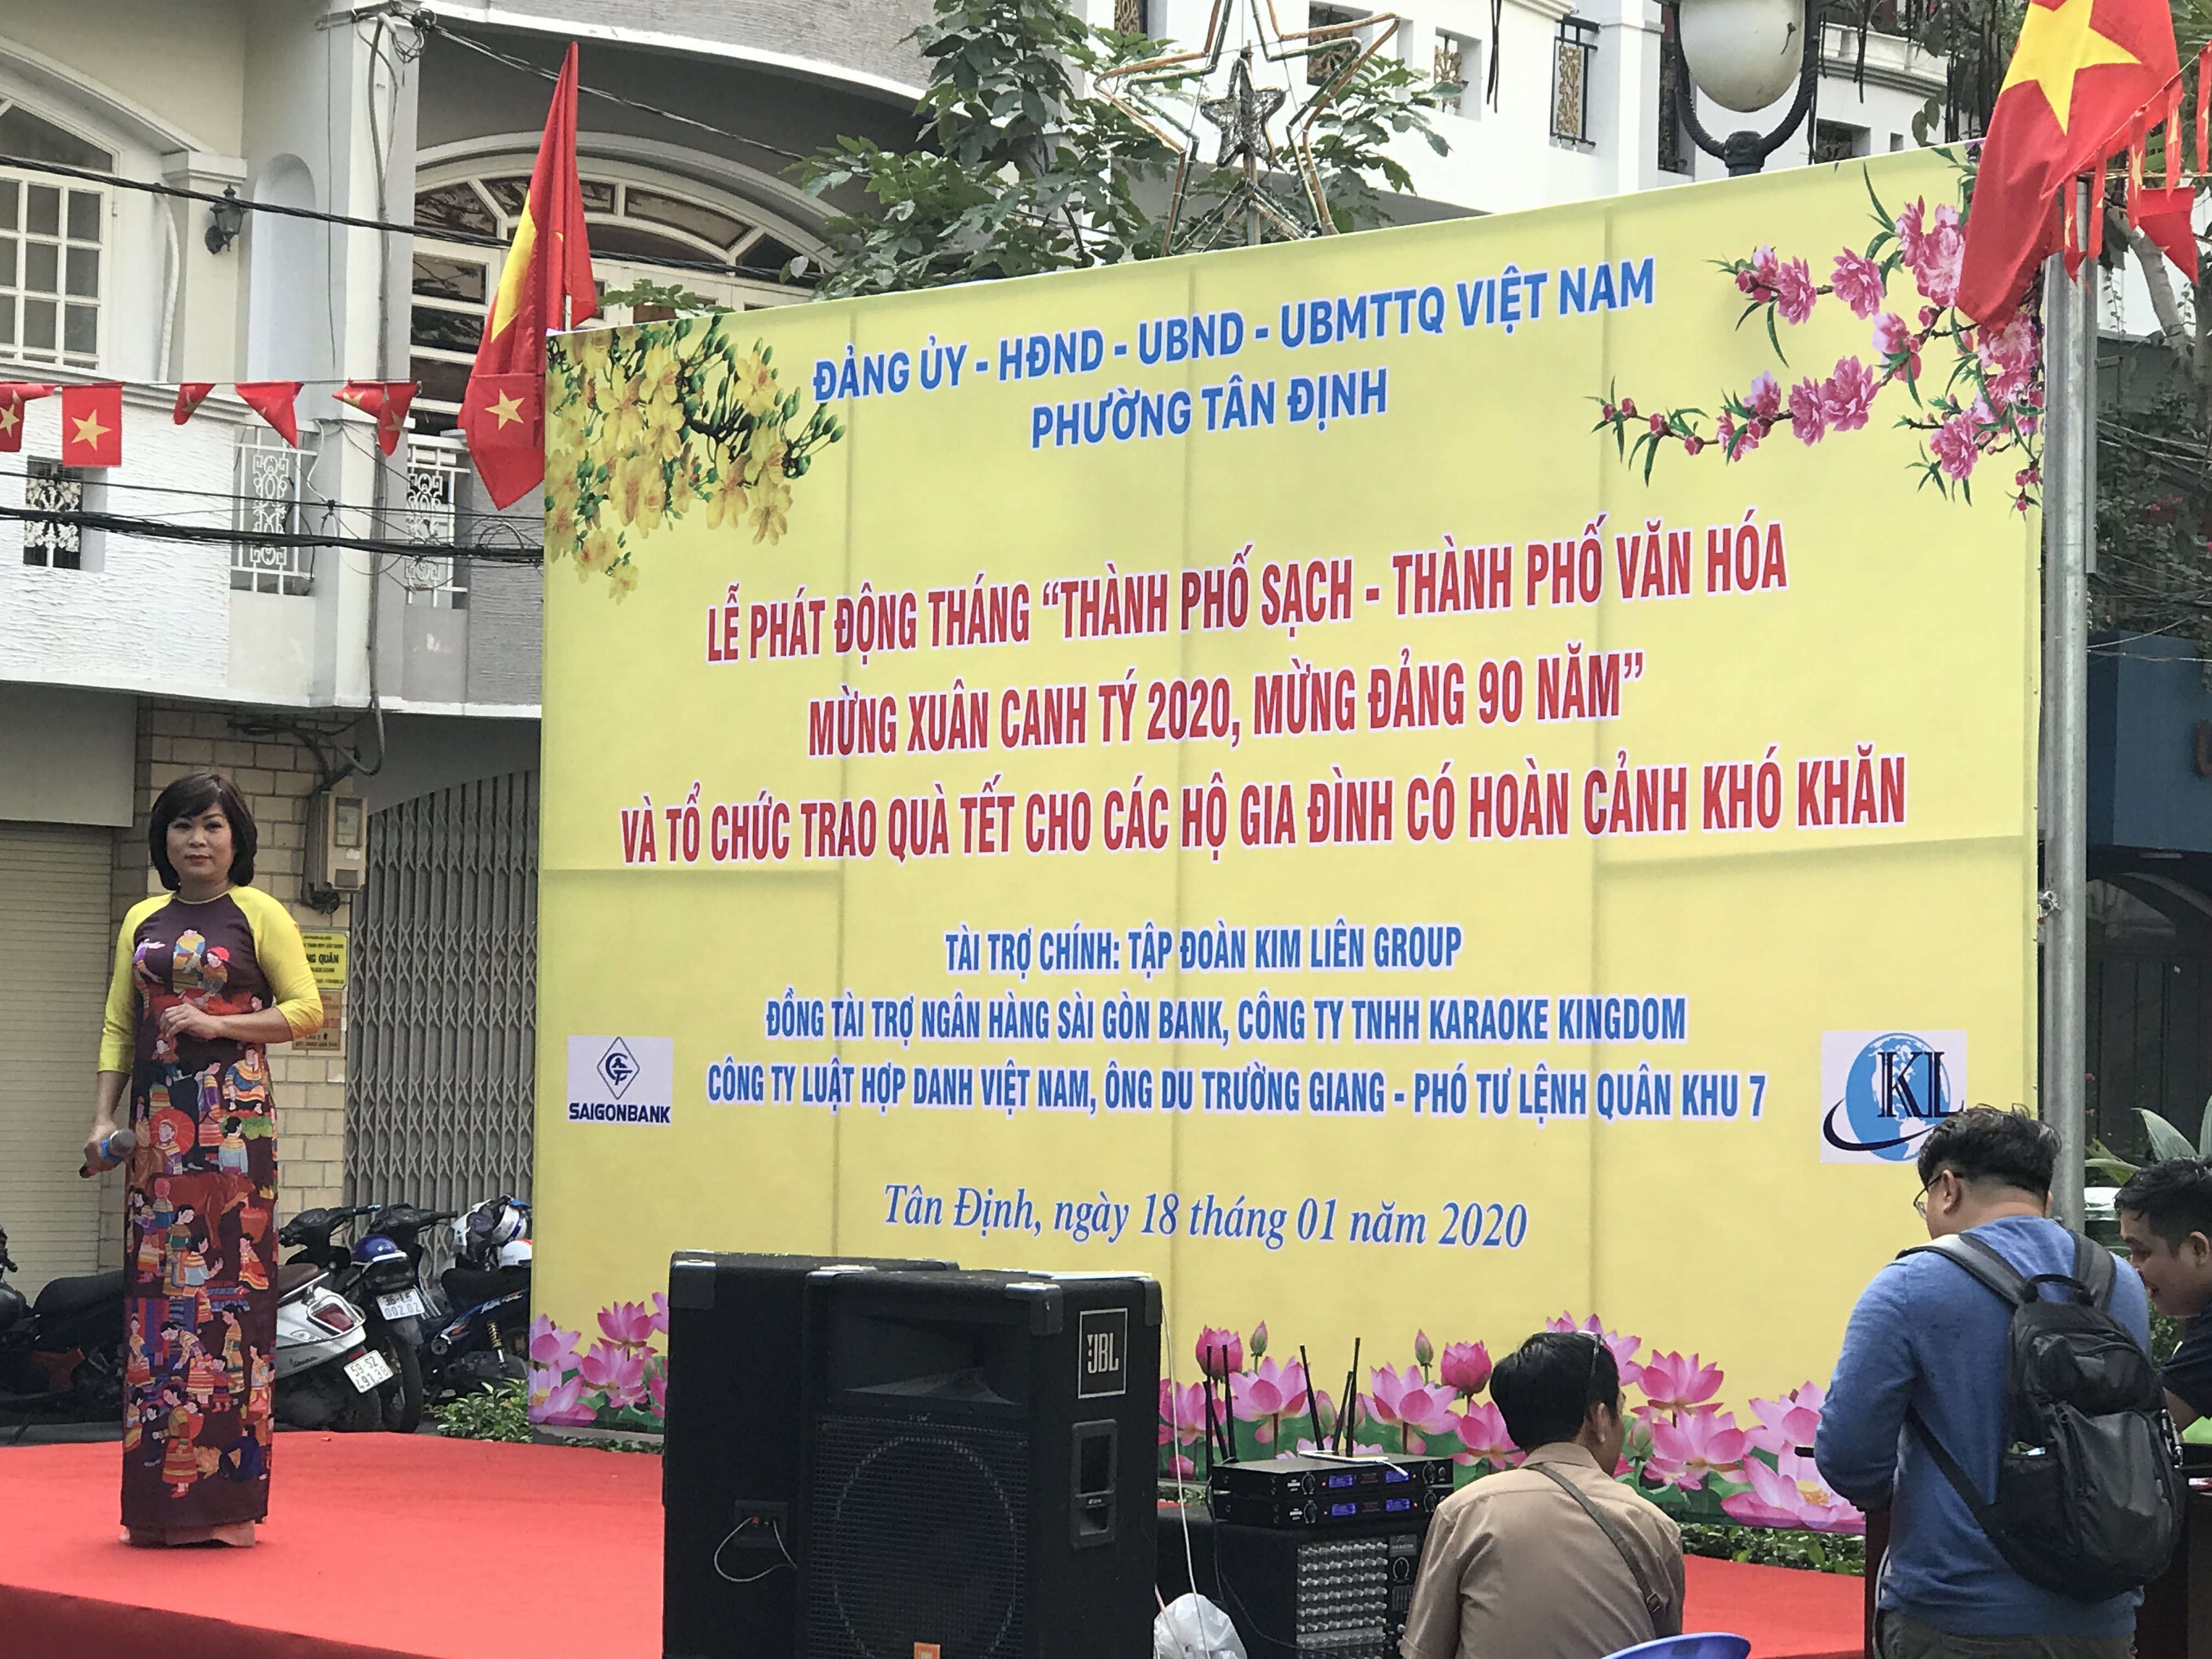 ĐẢNG ỦY - HĐND - UBND - UBMTTQ VIỆT NAM
PHƯỜNG TÂN ĐỊNH
LỄ PHÁT ĐỘNG THÁNG “THÀNH PHỐ SẠCH - THÀNH PHỐ VĂN HÓA
MỪNG XUÂN CANH TÝ 2020, MỪNG ĐẢNG 90 NĂM”
VÀ TỔ CHỨC TRAO QUÀ TẾT CHO CÁC HỘ GIA ĐÌNH CÓ HOÀN CẢNH KHÓ KHĂN
TÀI TRỢ CHÍNH: TẬP ĐOÀN KIM LIÊN GROUP
ĐỒNG TÀI TRỢ NGÂN HÀNG SÀI GÒN BANK, CÔNG TY TNHH KARAOKE KINGDOM
CÔNG TY LUẬT HỢP DANH VIỆT NAM, ÔNG DU TRƯỜNG GIANG - PHÓ TƯ LỆNH QUÂN KHU 7
SAIGONBANK
KL
Tân Định, ngày 18 tháng 01 năm 2020
JBL
59-S2